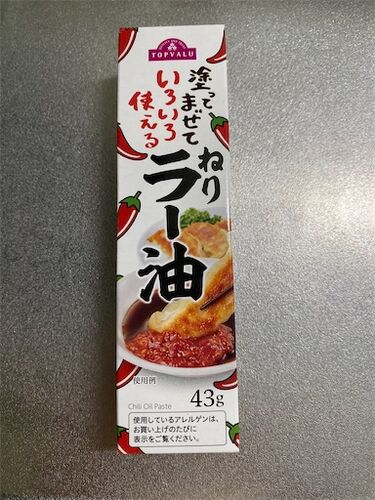 TOPVALU
塗って
まぜて
いろいろ
使える
ねり
ラー油
使用例
Chili Oil Paste
43g
使用しているアレルゲンは、
お買い上げのたびに
表示をご覧ください。